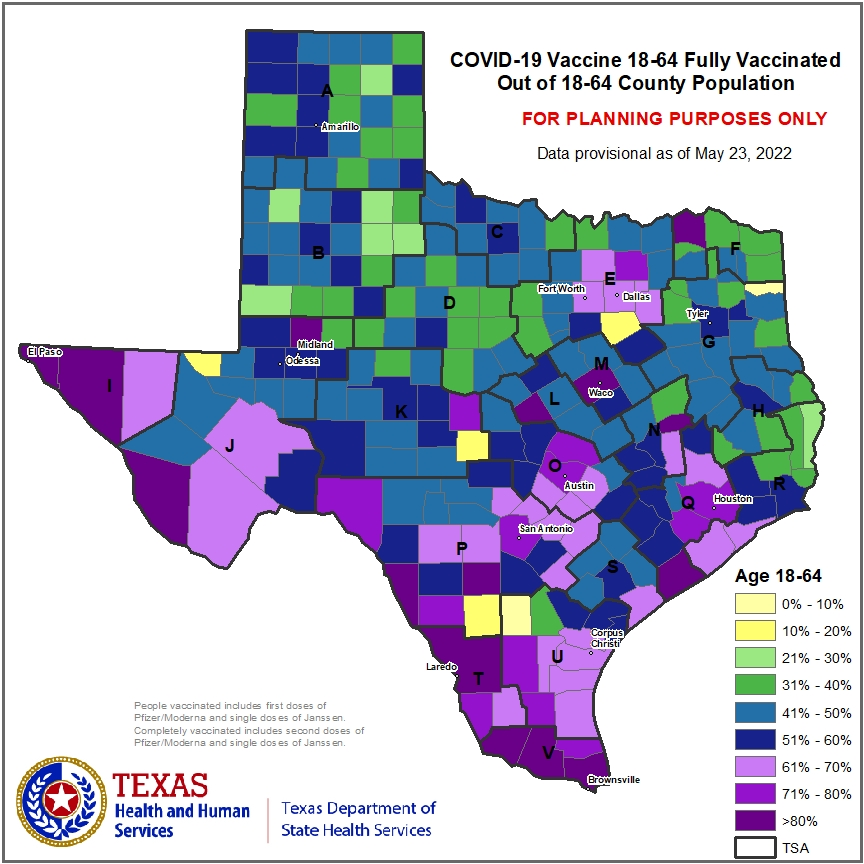 COVID-19 Vaccine 18-64 Fully Vaccinated
Out of 18-64 County Population
FOR PLANNING PURPOSES ONLY
Data provisional as of May 23, 2022
A
Amarillo
B
C
D
E
F
Fort Worth
Dallas
Tyler
G
El Paso
Midland
Odessa
I
J
K
L
M
Waco
N
H
O
Austin
R
Q
Houston
San Antonio
P
S
Corpus
Christi
U
Laredo
T
V
Brownsville
Age 18-64
0% - 10%
10% - 20%
21% - 30%
31% - 40%
41% - 50%
51% - 60%
61% - 70%
71% - 80%
>80%
TSA
People vaccinated includes first doses of
Pfizer/Moderna and single doses of Janssen.
Completely vaccinated includes second doses of
Pfizer/Moderna and single doses of Janssen.
TEXAS
Health and Human
Services
Texas Department of
State Health Services